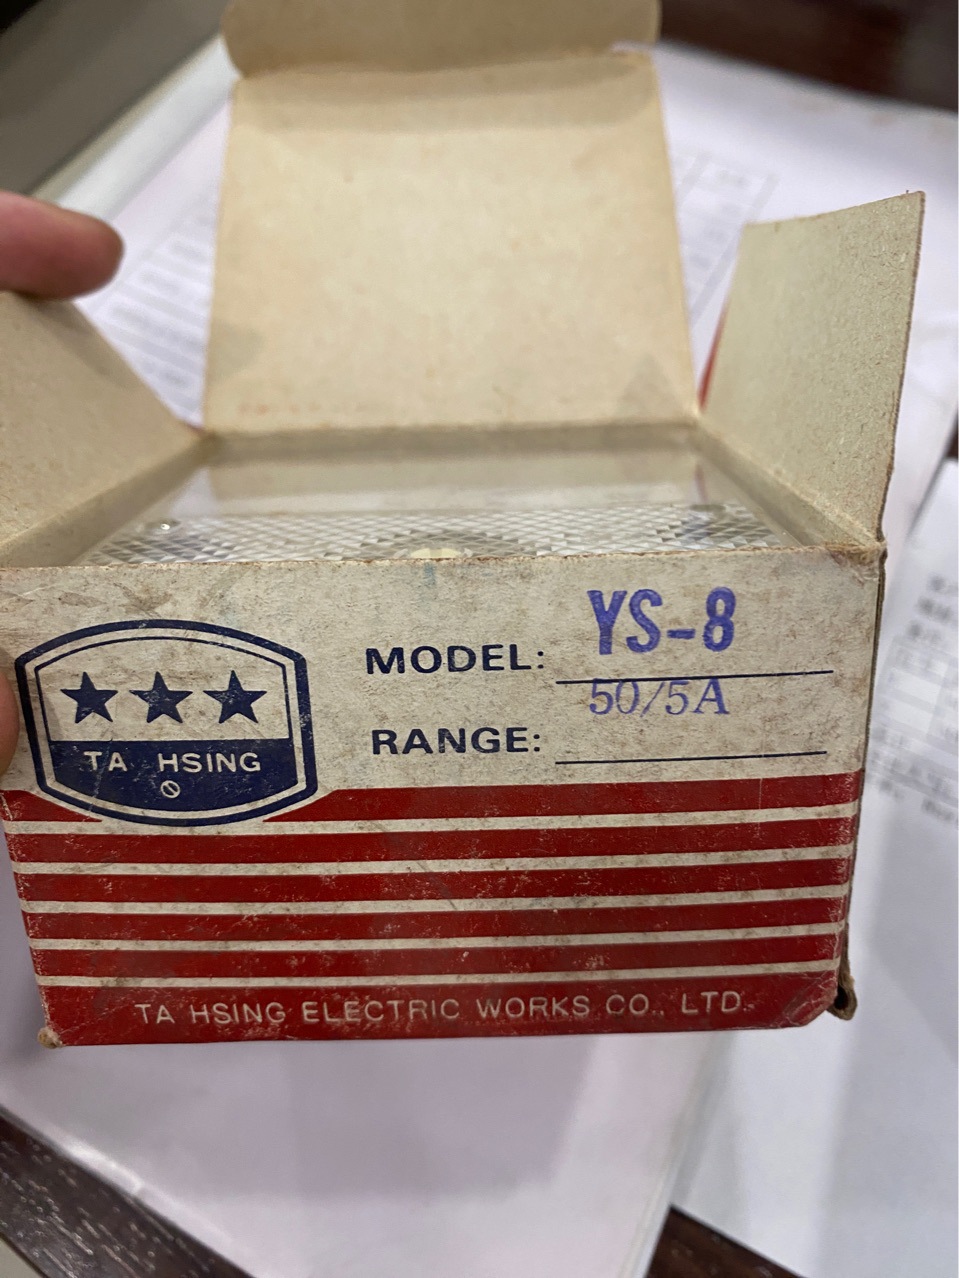 MODEL: YS-8
RANGE: 50/5A
TA HSING
TA HSING ELECTRIC WORKS CO., LTD.